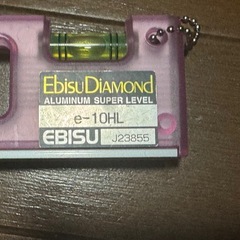 EbisuDiamond
ALUMINUM SUPER LEVEL
e-10HL
EBISU J23855